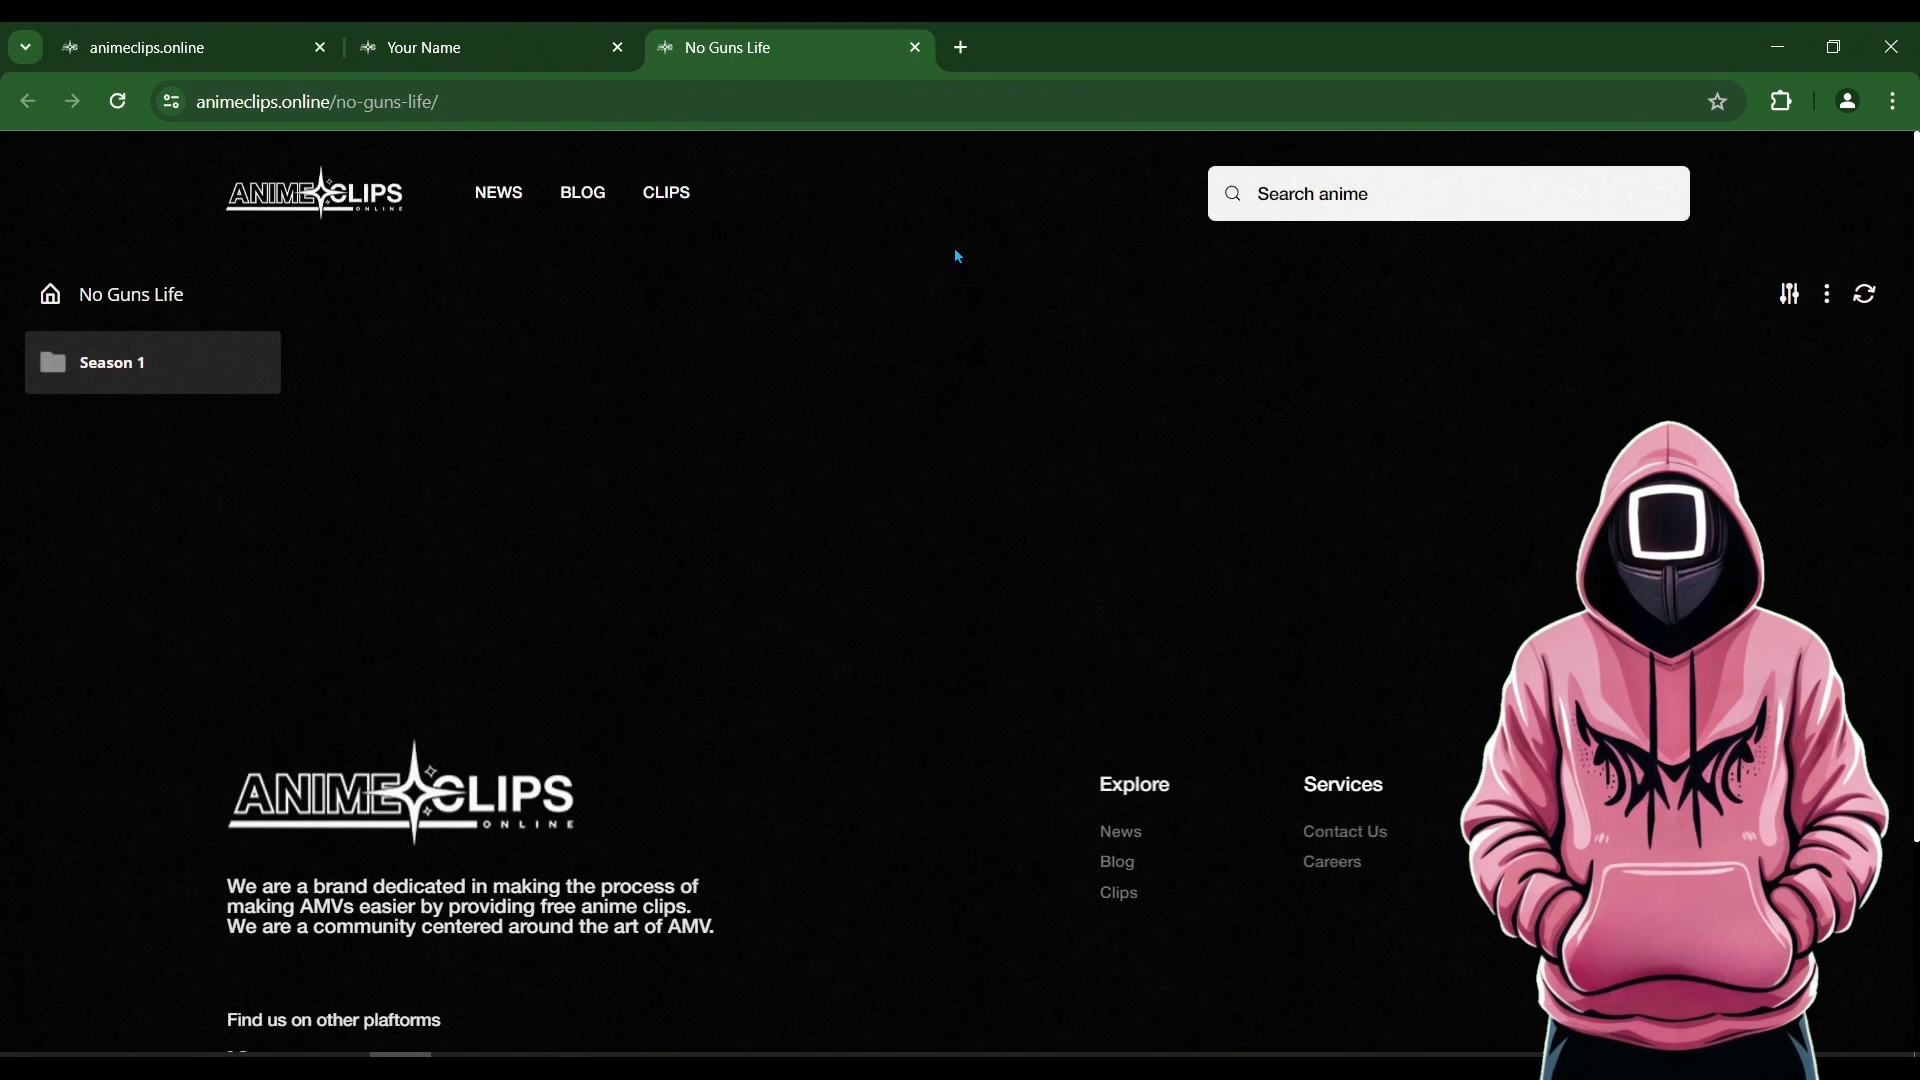 animeclips.online
Your Name
No Guns Life
animeclips.online/no-guns-life/
ANIME CLIPS
ONLINE
NEWS
BLOG
CLIPS
Search anime
No Guns Life
Season 1
ANIME CLIPS
ONLINE
We are a brand dedicated in making the process of
making AMVs easier by providing free anime clips.
We are a community centered around the art of AMV.
Find us on other plaftorms
Explore
News
Blog
Clips
Services
Contact Us
Careers